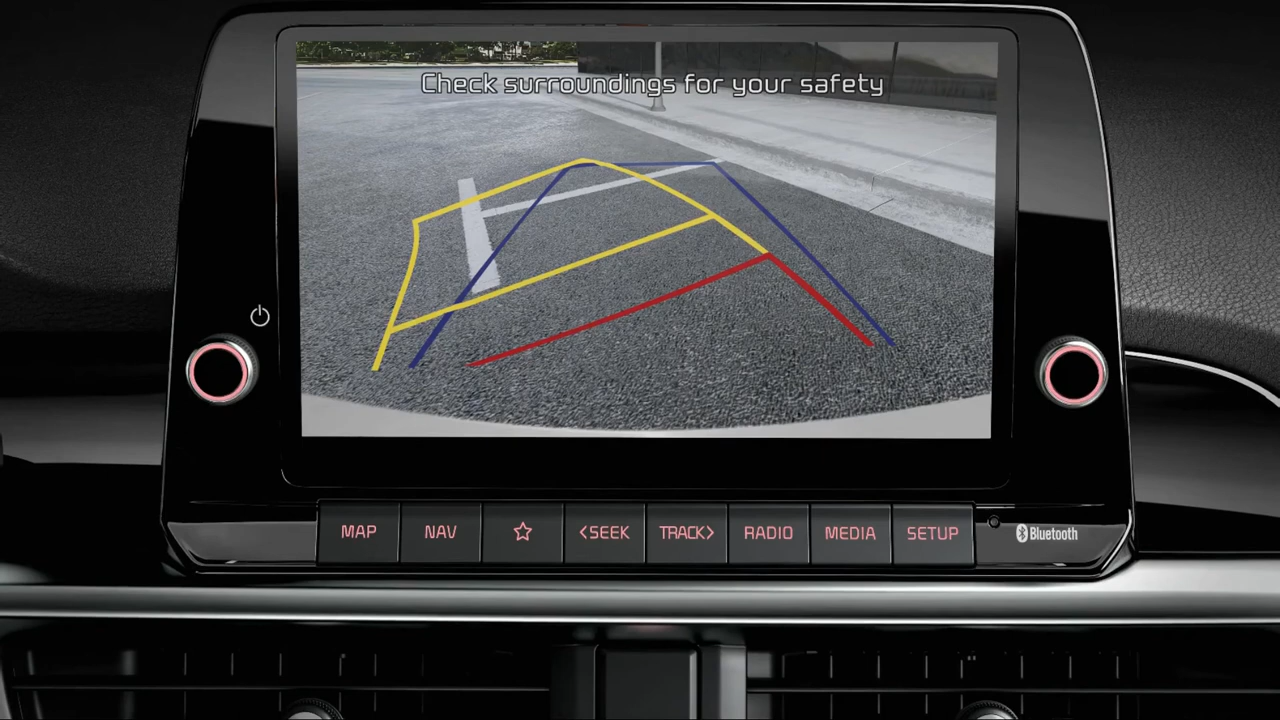 Check surroundings for your safety
MAP NAV <SEEK TRACK> RADIO MEDIA SETUP
Bluetooth